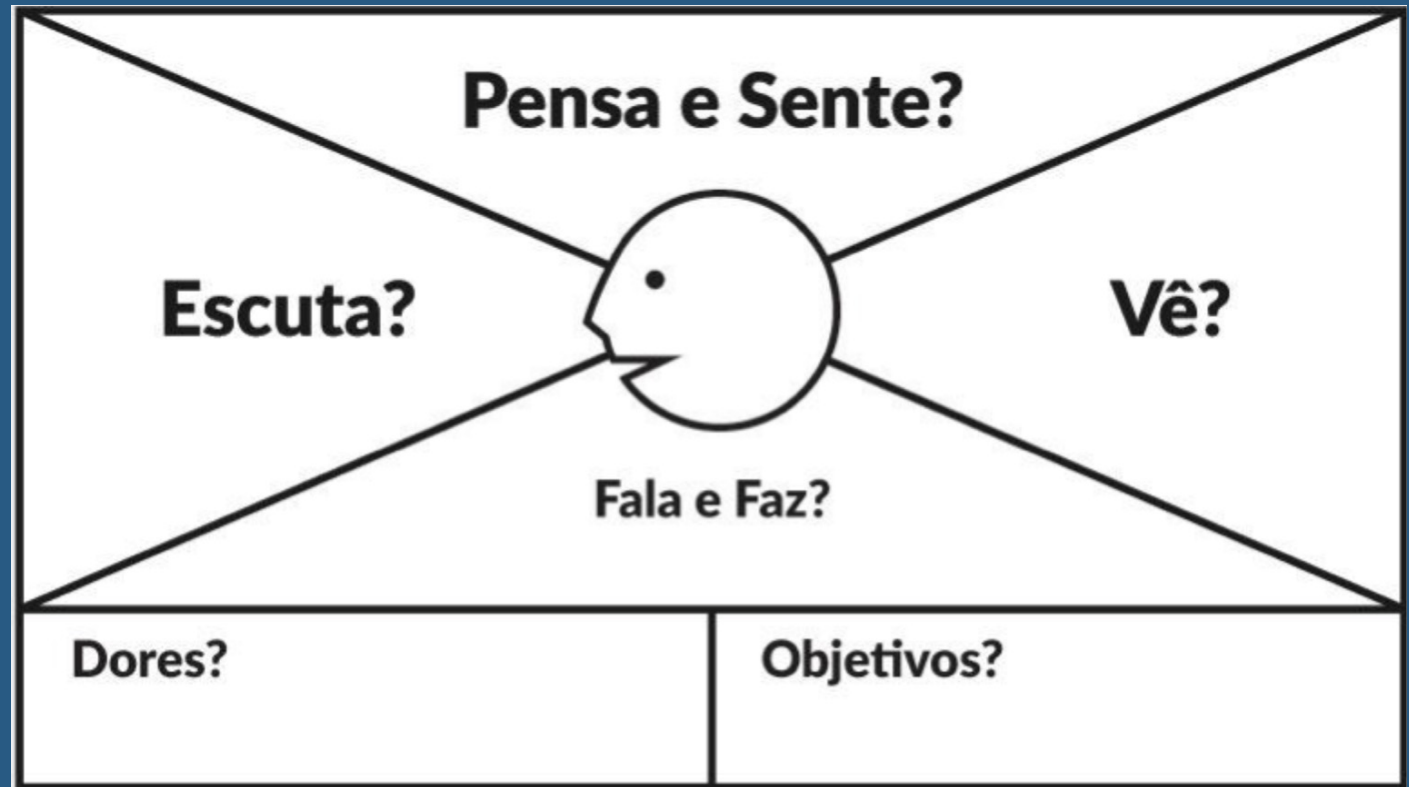 Pensa e Sente?
Escuta?
Vê?
Fala e Faz?
Dores?
Objetivos?